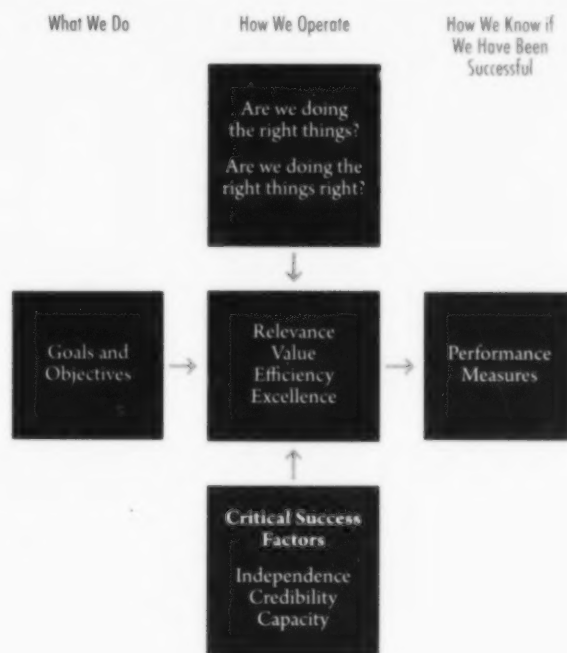 What We Do
How We Operate
How We Know if
We Have Been
Successful
Are we doing
the right things?
Are we doing the
right things right?
Goals and
Objectives
Relevance
Value
Efficiency
Excellence
Performance
Measures
Critical Success
Factors
Independence
Credibility
Capacity